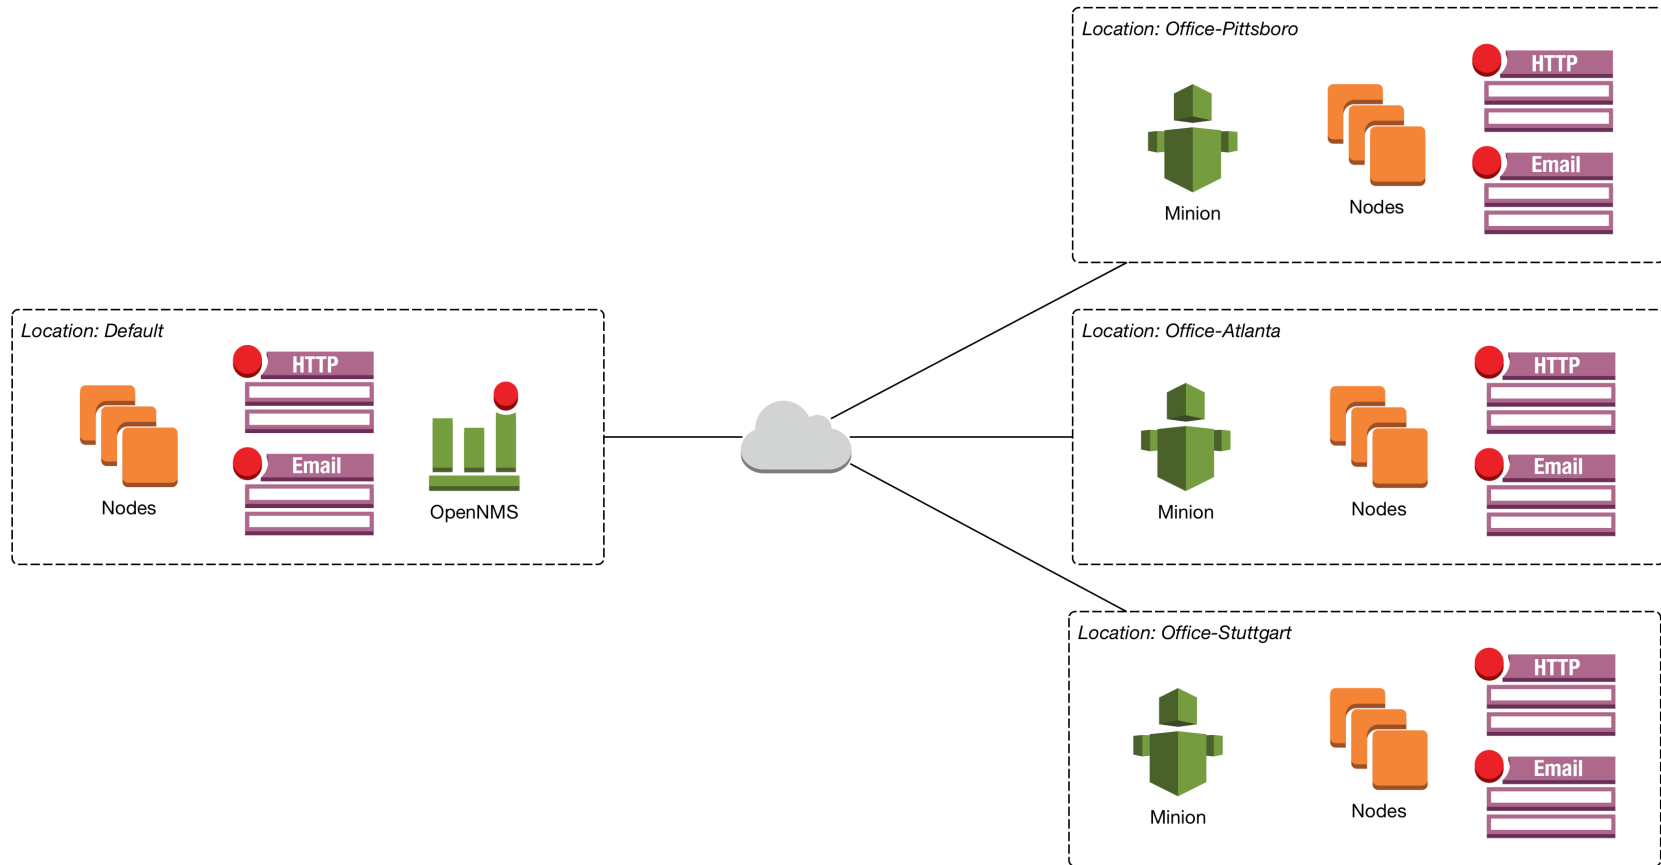 Location: Office-Pittsboro
HTTP
Email
Minion
Nodes
Location: Default
HTTP
Email
Nodes
OpenNMS
Location: Office-Atlanta
HTTP
Email
Minion
Nodes
Location: Office-Stuttgart
HTTP
Email
Minion
Nodes